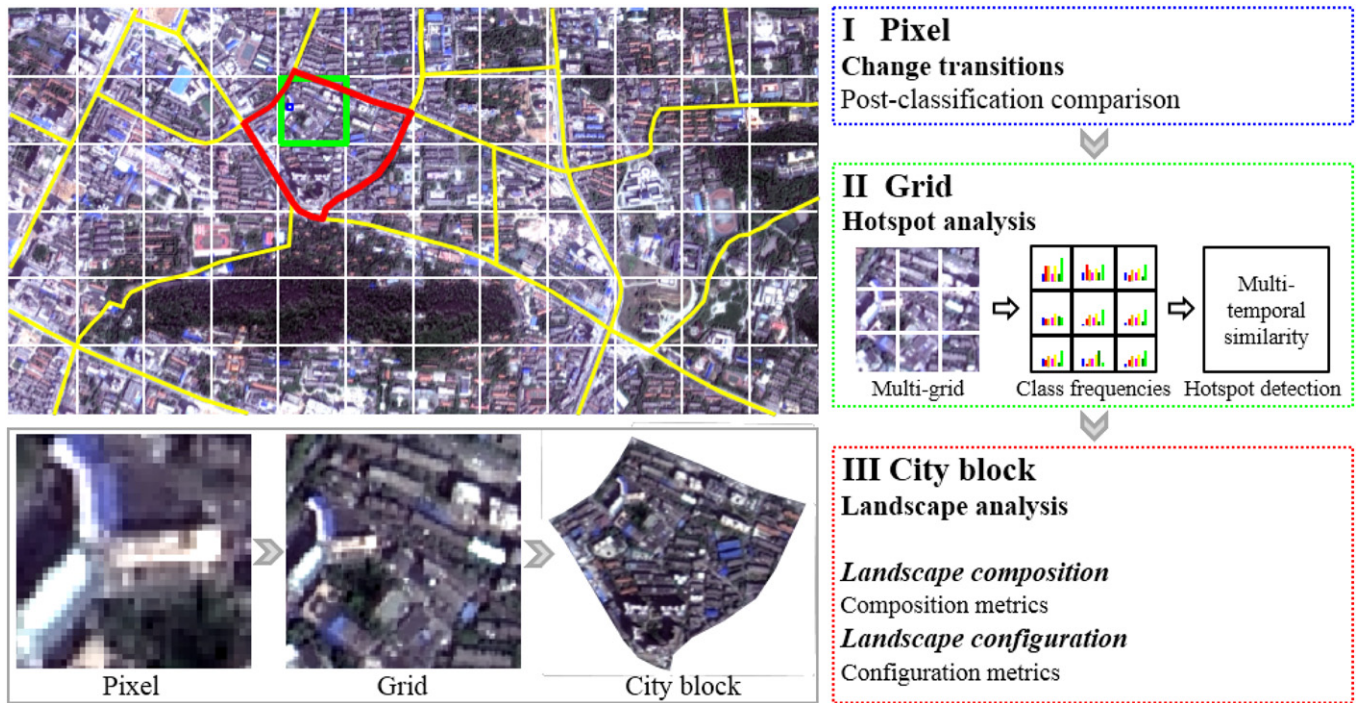 I Pixel
Change transitions
Post-classification comparison
II Grid
Hotspot analysis
Multi-
temporal
similarity
Multi-grid
Class frequencies
Hotspot detection
III City block
Landscape analysis
Landscape composition
Composition metrics
Landscape configuration
Configuration metrics
Pixel
Grid
City block